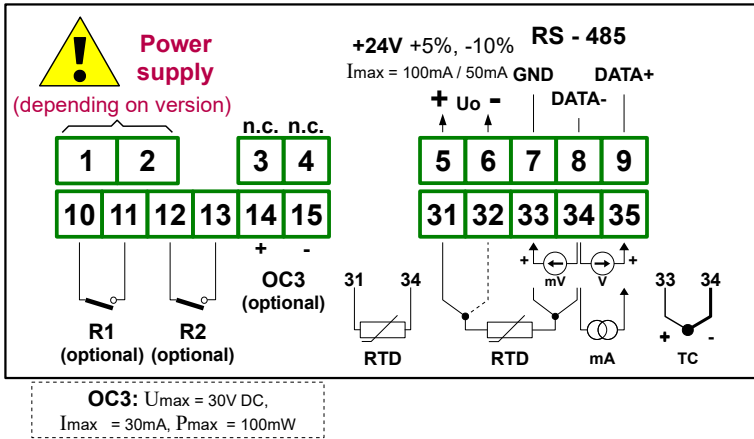 !
Power
supply
(depending on version)
+24V +5%, -10%
Imax = 100mA / 50mA
RS - 485
GND DATA+
DATA-
+ Uo -
n.c. n.c.
1 2 3 4 5 6 7 8 9
10 11 12 13 14 15 31 32 33 34 35
+ -
OC3
(optional)
R1
(optional)
R2
(optional)
31 34
RTD
RTD
+ mV
V +
mA
33 34
+ -
TC
OC3: Umax = 30V DC,
Imax = 30mA, Pmax = 100mW